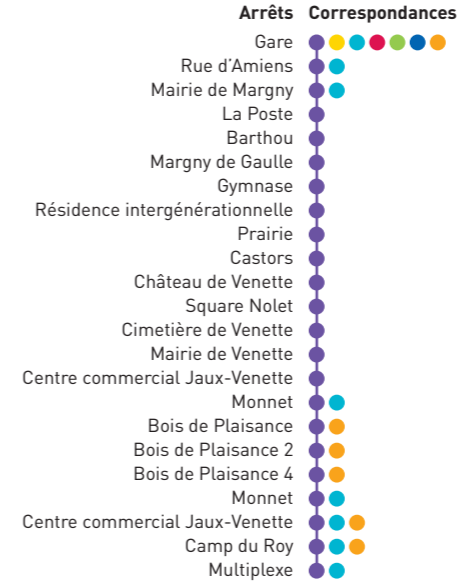 Arrêts Correspondances
Gare
Rue d'Amiens
Mairie de Margny
La Poste
Barthou
Margny de Gaulle
Gymnase
Résidence intergénérationnelle
Prairie
Castors
Château de Venette
Square Nolet
Cimetière de Venette
Mairie de Venette
Centre commercial Jaux-Venette
Monnet
Bois de Plaisance
Bois de Plaisance 2
Bois de Plaisance 4
Monnet
Centre commercial Jaux-Venette
Camp du Roy
Multiplexe